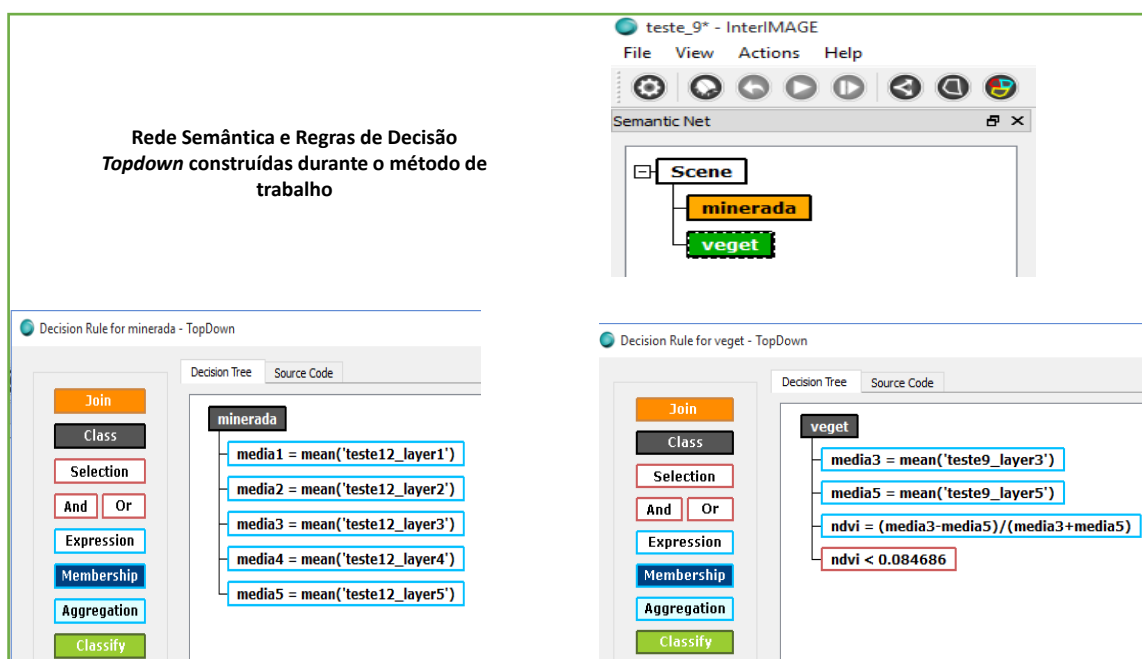 Rede Semântica e Regras de Decisão
Topdown construídas durante o método de
trabalho
teste_9* - InterIMAGE
File View Actions Help
Semantic Net
Scene
minerada
veget
Decision Rule for minerada - TopDown
Decision Tree Source Code
Join
Class
Selection
And Or
Expression
Membership
Aggregation
Classify
minerada
media1 = mean('teste12_layer1')
media2 = mean('teste12_layer2')
media3 = mean('teste12_layer3')
media4 = mean('teste12_layer4')
media5 = mean('teste12_layer5')
Decision Rule for veget - TopDown
Decision Tree Source Code
Join
Class
Selection
And Or
Expression
Membership
Aggregation
Classify
veget
media3 = mean('teste9_layer3')
media5 = mean('teste9_layer5')
ndvi = (media3-media5)/(media3+media5)
ndvi < 0.084686